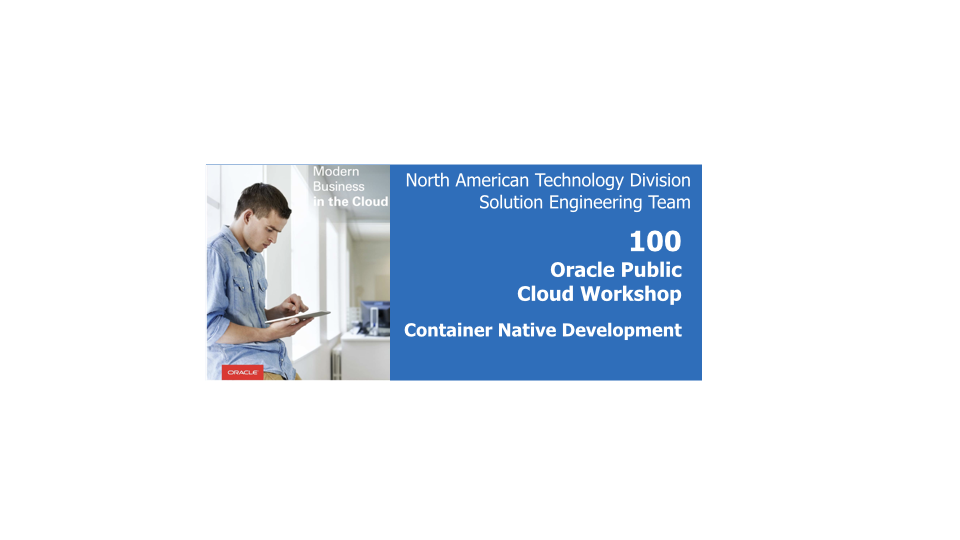 Modern
Business
in the Cloud
ORACLE
North American Technology Division
Solution Engineering Team
100
Oracle Public
Cloud Workshop
Container Native Development